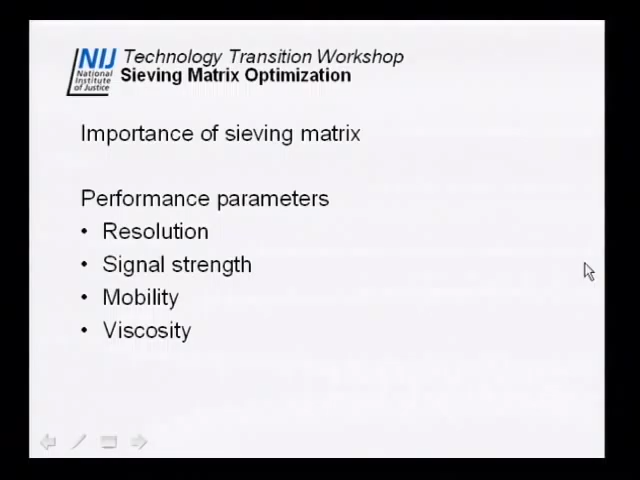 NIJ
National
Institute
of Justice
Technology Transition Workshop
Sieving Matrix Optimization
Importance of sieving matrix
Performance parameters
• Resolution
• Signal strength
• Mobility
• Viscosity